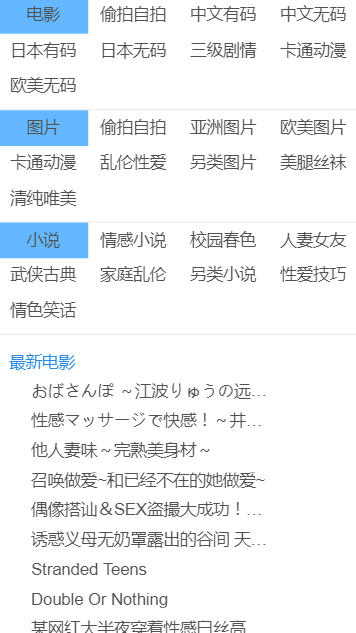 电影 偷拍自拍 中文有码 中文无码
日本有码 日本无码 三级剧情 卡通动漫
欧美无码
图片 偷拍自拍 亚洲图片 欧美图片
卡通动漫 乱伦性爱 另类图片 美腿丝袜
清纯唯美
小说 情感小说 校园春色 人妻女友
武侠古典 家庭乱伦 另类小说 性爱技巧
情色笑话
最新电影
おばさんぽ ～江波りゅうの远…
性感マッサージで快感！～井…
他人妻味～完熟美身材～
召唤做爱~和已经不在的她做爱~
偶像搭讪＆SEX盗撮大成功！…
诱惑义母无奶罩露出的谷间 天…
Stranded Teens
Double Or Nothing
某网红大半夜穿着性感日丝亮